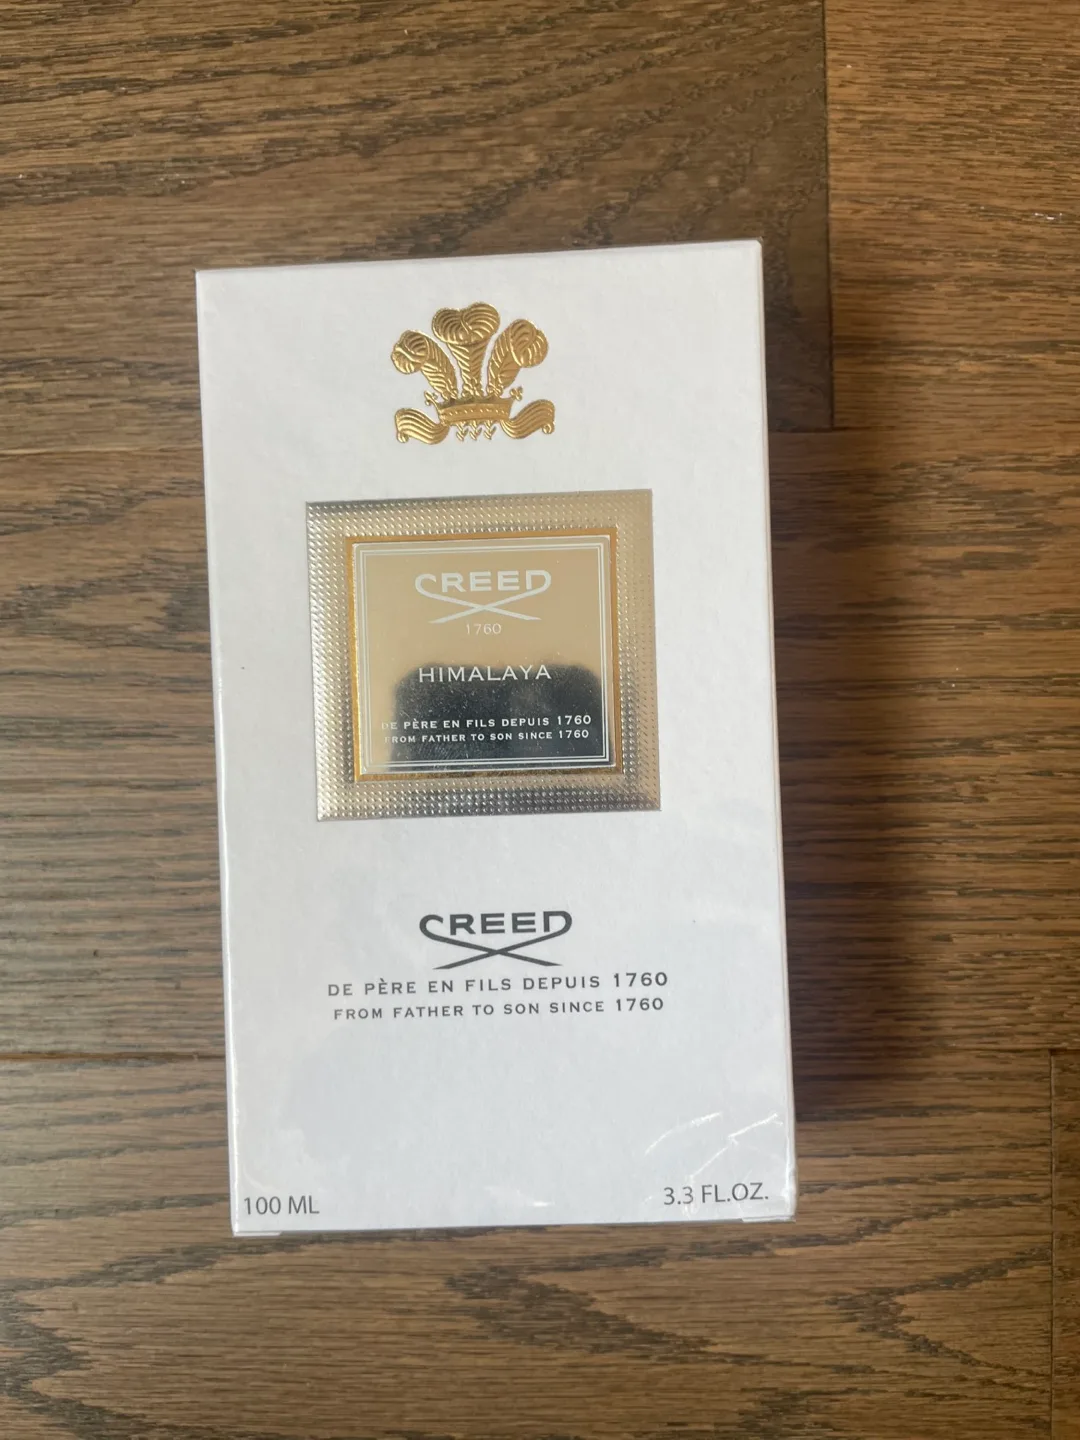 CREED
1760
HIMALAYA
DE PÈRE EN FILS DEPUIS 1760
FROM FATHER TO SON SINCE 1760
CREED
DE PÈRE EN FILS DEPUIS 1760
FROM FATHER TO SON SINCE 1760
100 ML
3.3 FL.OZ.